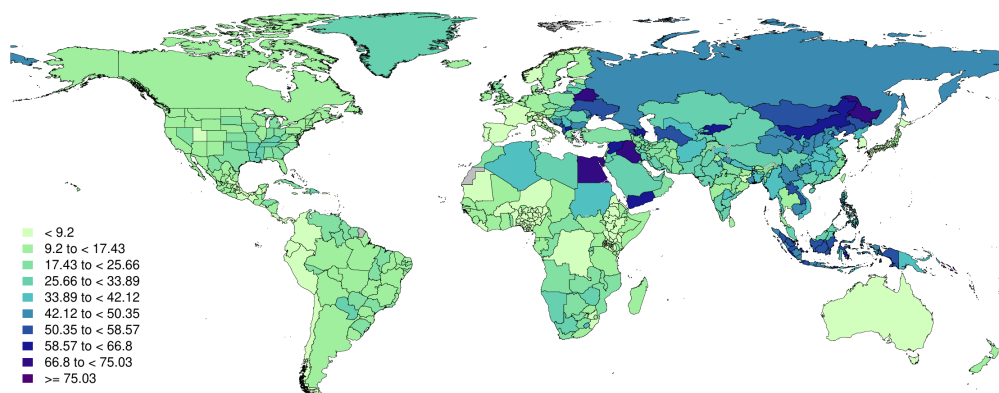 < 9.2
9.2 to < 17.43
17.43 to < 25.66
25.66 to < 33.89
33.89 to < 42.12
42.12 to < 50.35
50.35 to < 58.57
58.57 to < 66.8
66.8 to < 75.03
>= 75.03